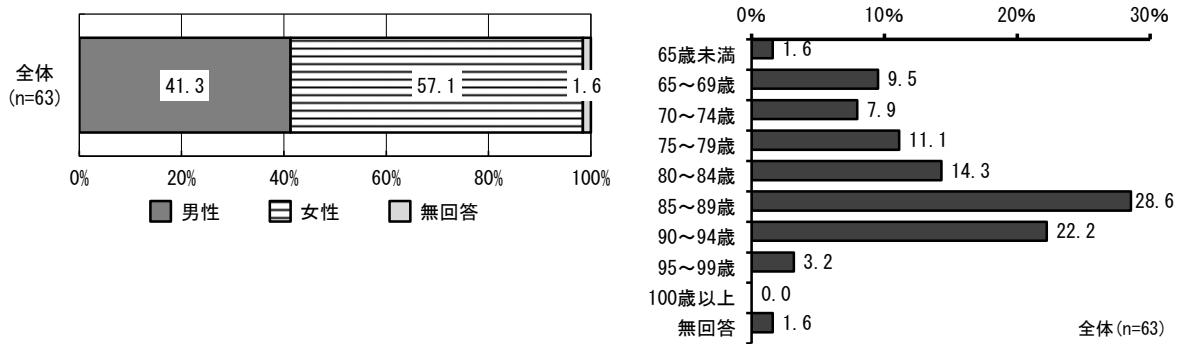 全体
(n=63)
41.3
57.1
1.6
0%
20%
40%
60%
80%
100%
男性
女性
無回答
0%
10%
20%
30%
65歳未満
1.6
65～69歳
9.5
70～74歳
7.9
75～79歳
11.1
80～84歳
14.3
85～89歳
28.6
90～94歳
22.2
95～99歳
3.2
100歳以上
0.0
無回答
1.6
全体(n=63)